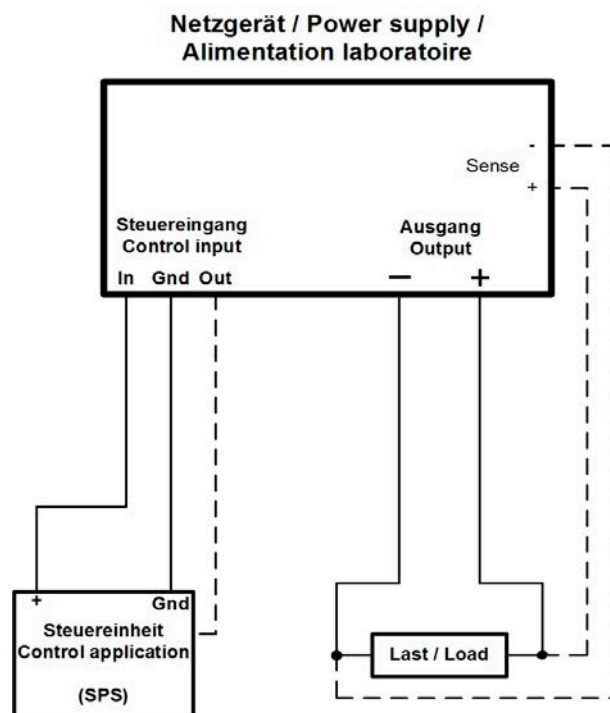 Netzgerät / Power supply /
Alimentation laboratoire
-
Sense
+
Steuereingang
Control input
Ausgang
Output
In Gnd Out
— +
+ Gnd
Steuereinheit
Control application
(SPS)
Last / Load